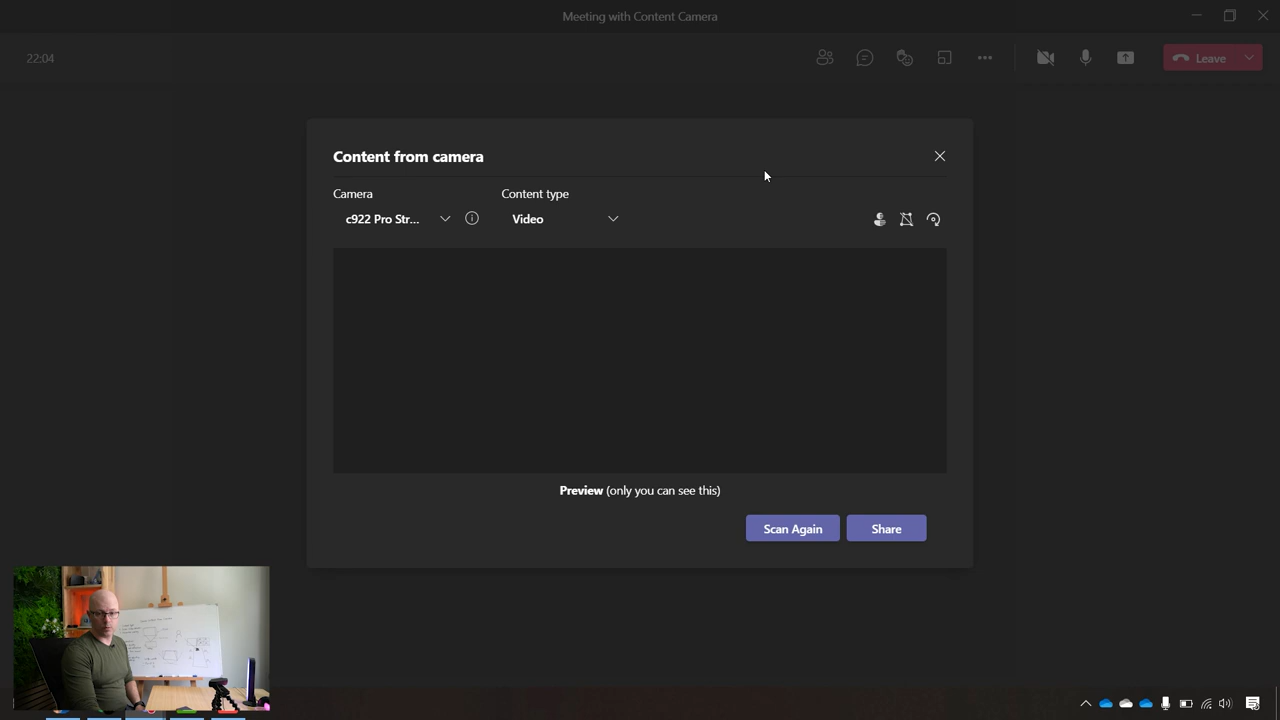 Meeting with Content Camera
22:04
Leave
Content from camera
Camera
Content type
c922 Pro Str...
Video
Preview (only you can see this)
Scan Again
Share